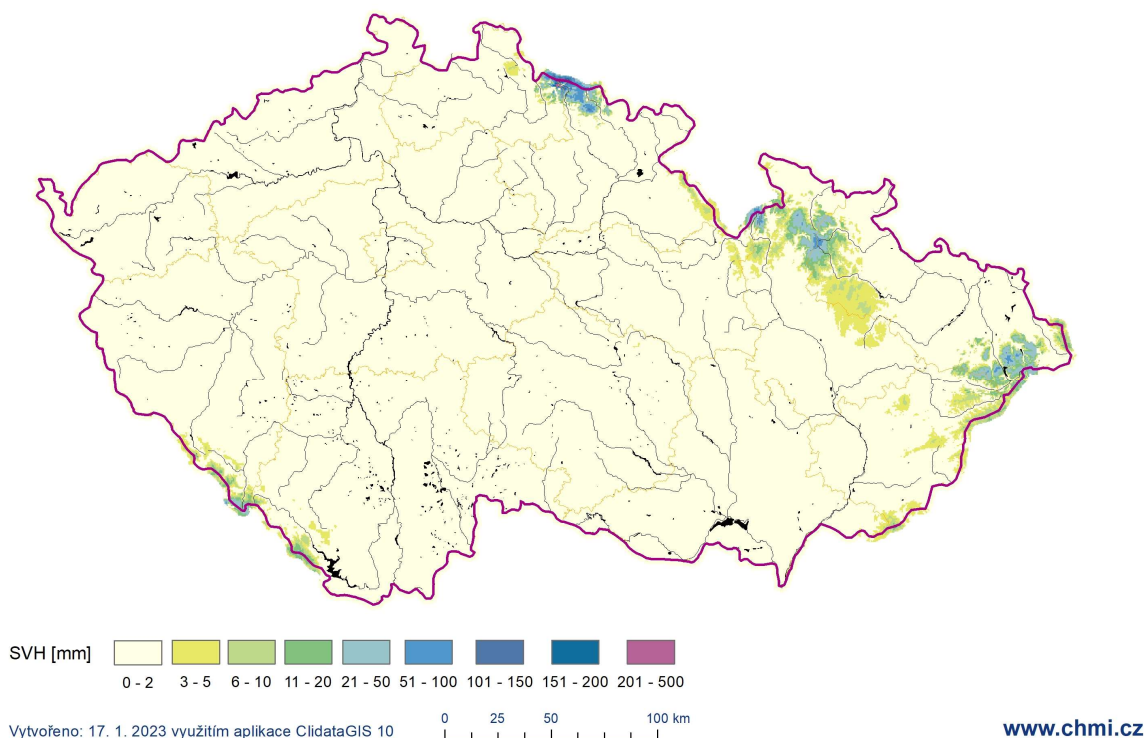 SVH [mm]
0 - 2 3 - 5 6 - 10 11 - 20 21 - 50 51 - 100 101 - 150 151 - 200 201 - 500
0 25 50 100 km
Vytvořeno: 17. 1. 2023 využitím aplikace ClidataGIS 10
www.chmi.cz